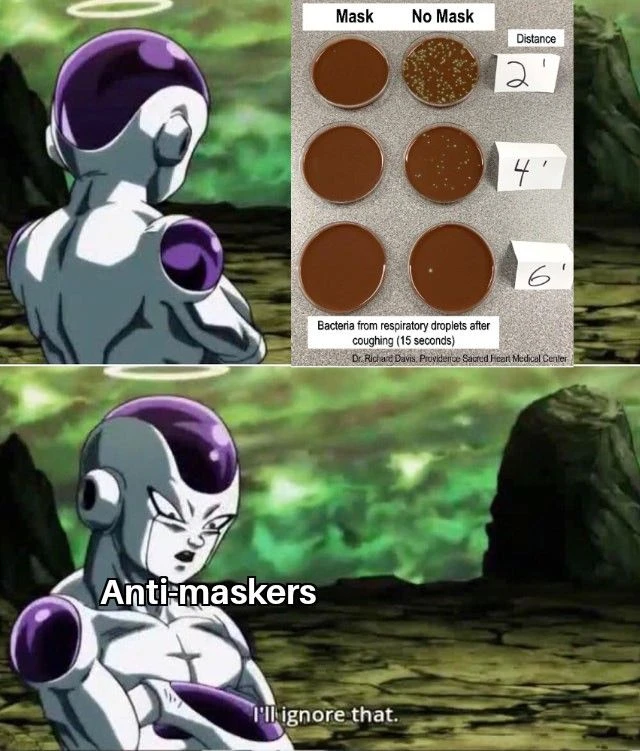 Mask No Mask
Distance
2'
4'
6'
Bacteria from respiratory droplets after
coughing (15 seconds)
Dr. Richard Davis, Providence Sacred Heart Medical Center
Anti-maskers
I'll ignore that.